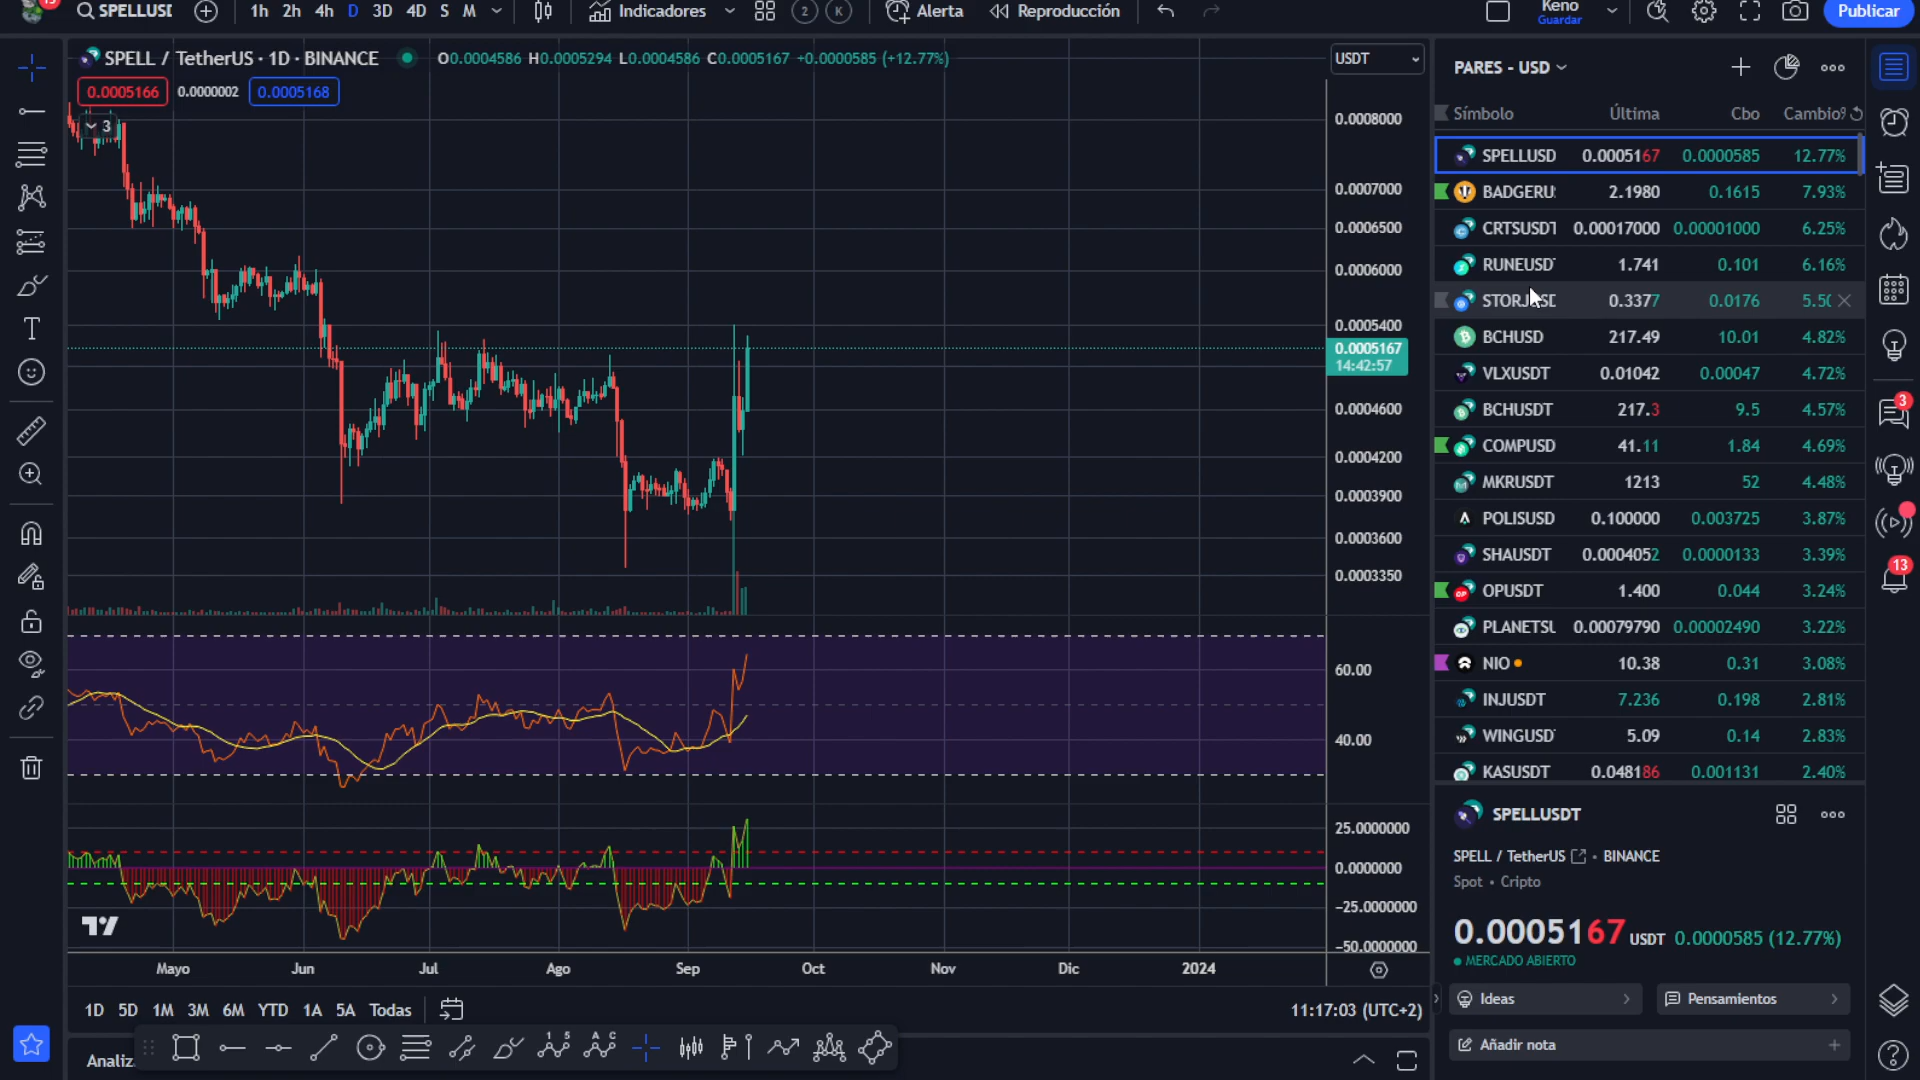 13
SPELLUSD
1h 2h 4h D 3D 4D S M
Indicadores
2
K
Alerta
Reproducción
Keno
Guardar
Publicar
SPELL / TetherUS · 1D · BINANCE
O0.0004586 H0.0005294 L0.0004586 C0.0005167 +0.0000585 (+12.77%)
0.0005166
0.0000002
0.0005168
3
USDT
0.0008000
0.0007000
0.0006500
0.0006000
0.0005400
0.0005167
14:42:57
0.0004600
0.0004200
0.0003900
0.0003600
0.0003350
60.00
40.00
25.0000000
0.0000000
−25.0000000
−50.0000000
Mayo Jun Jul Ago Sep Oct Nov Dic 2024
1D 5D 1M 3M 6M YTD 1A 5A Todas
11:17:03 (UTC+2)
Analiz
PARES - USD
Símbolo Última Cbo Cambio%
SPELLUSD 0.0005167 0.0000585 12.77%
BADGERU 2.1980 0.1615 7.93%
CRTSUSDT 0.00017000 0.00001000 6.25%
RUNEUSD 1.741 0.101 6.16%
STORJUSD 0.3377 0.0176 5.50
BCHUSD 217.49 10.01 4.82%
VLXUSDT 0.01042 0.00047 4.72%
BCHUSDT 217.3 9.5 4.57%
COMPUSD 41.11 1.84 4.69%
MKRUSDT 1213 52 4.48%
POLISUSD 0.100000 0.003725 3.87%
SHAUSDT 0.0004052 0.0000133 3.39%
OPUSDT 1.400 0.044 3.24%
PLANETSU 0.00079790 0.00002490 3.22%
NIO 10.38 0.31 3.08%
INJUSDT 7.236 0.198 2.81%
WINGUSD 5.09 0.14 2.83%
KASUSDT 0.048186 0.001131 2.40%
SPELLUSDT
SPELL / TetherUS • BINANCE
Spot • Cripto
0.0005167 USDT 0.0000585 (12.77%)
MERCADO ABIERTO
Ideas
Pensamientos
Añadir nota
3
13